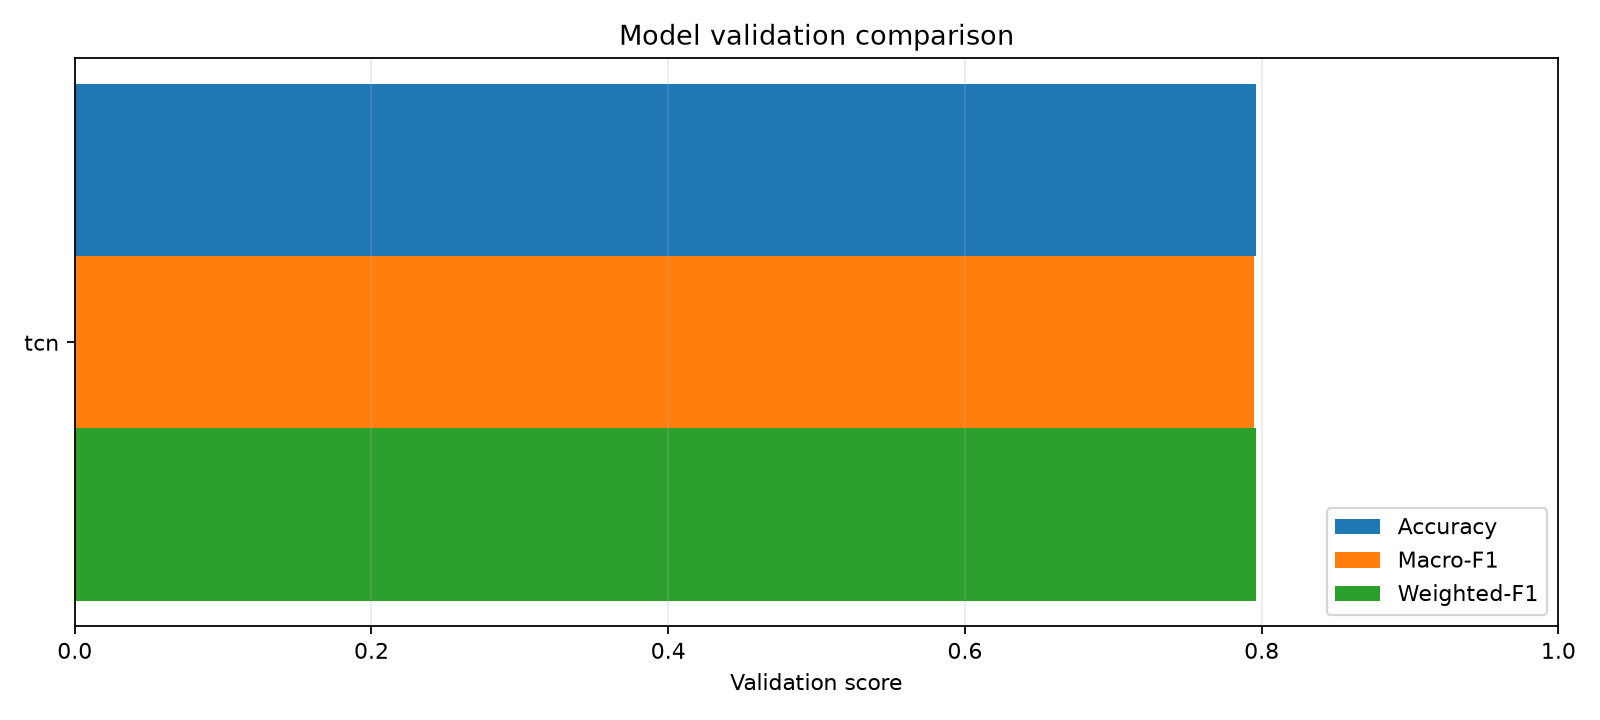 Model validation comparison
tcn
Accuracy
Macro-F1
Weighted-F1
0.0 0.2 0.4 0.6 0.8 1.0
Validation score